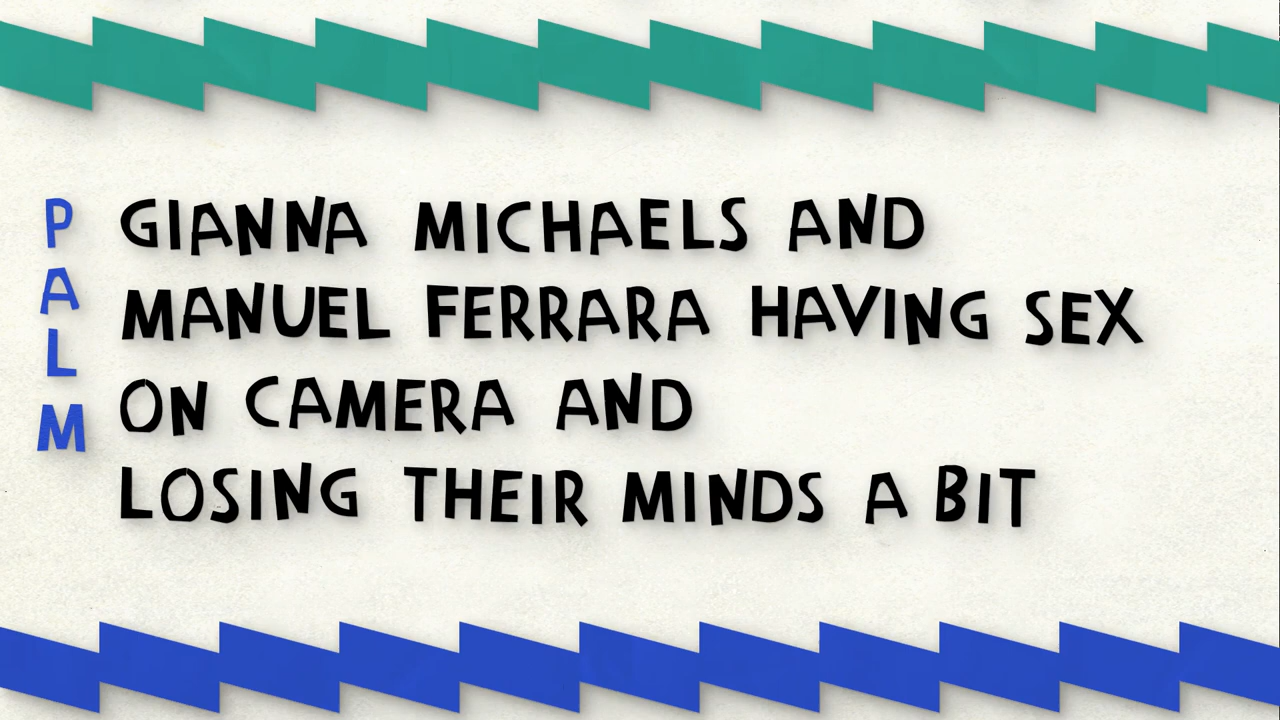 PALM
GIANNA MICHAELS AND
MANUEL FERRARA HAVING SEX
ON CAMERA AND
LOSING THEIR MINDS A BIT